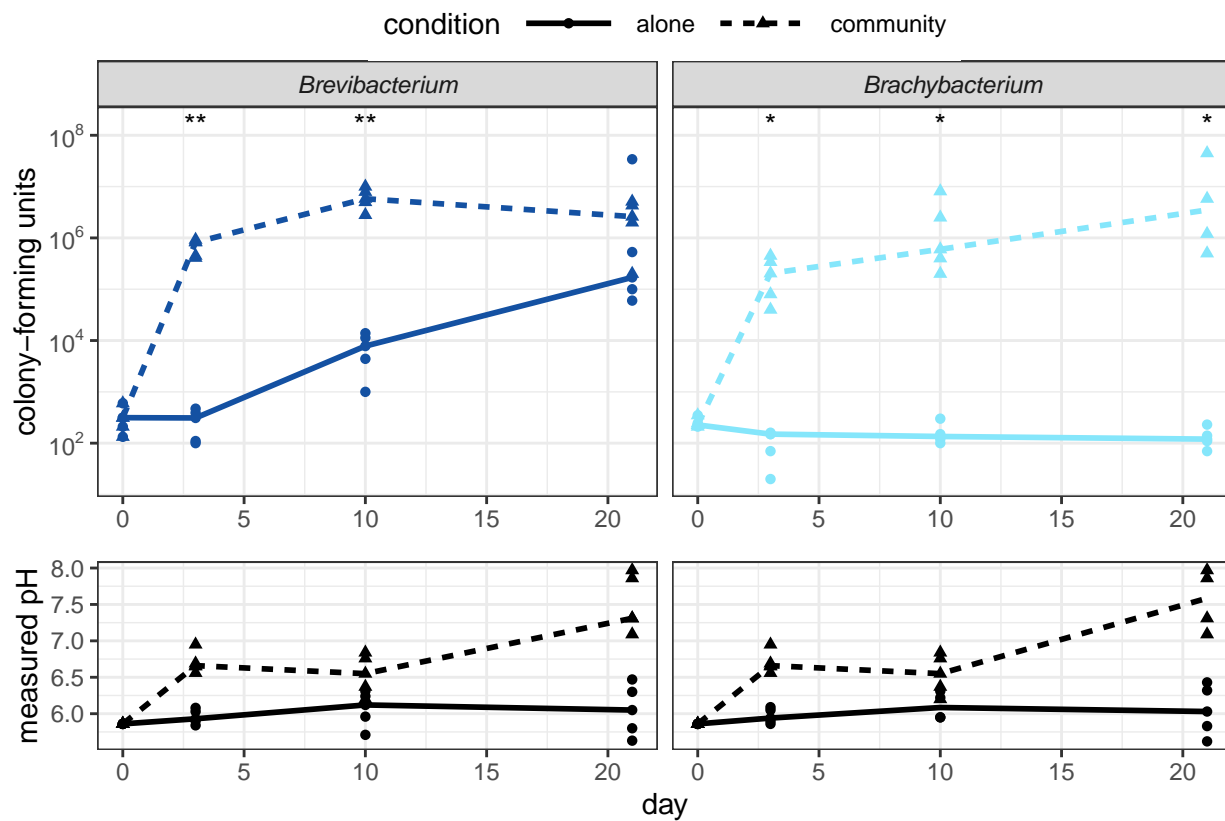 condition alone community
Brevibacterium Brachybacterium
** ** * * *
colony−forming units
10^8
10^6
10^4
10^2
0 5 10 15 20 0 5 10 15 20
measured pH
8.0
7.5
7.0
6.5
6.0
0 5 10 15 20 0 5 10 15 20
day